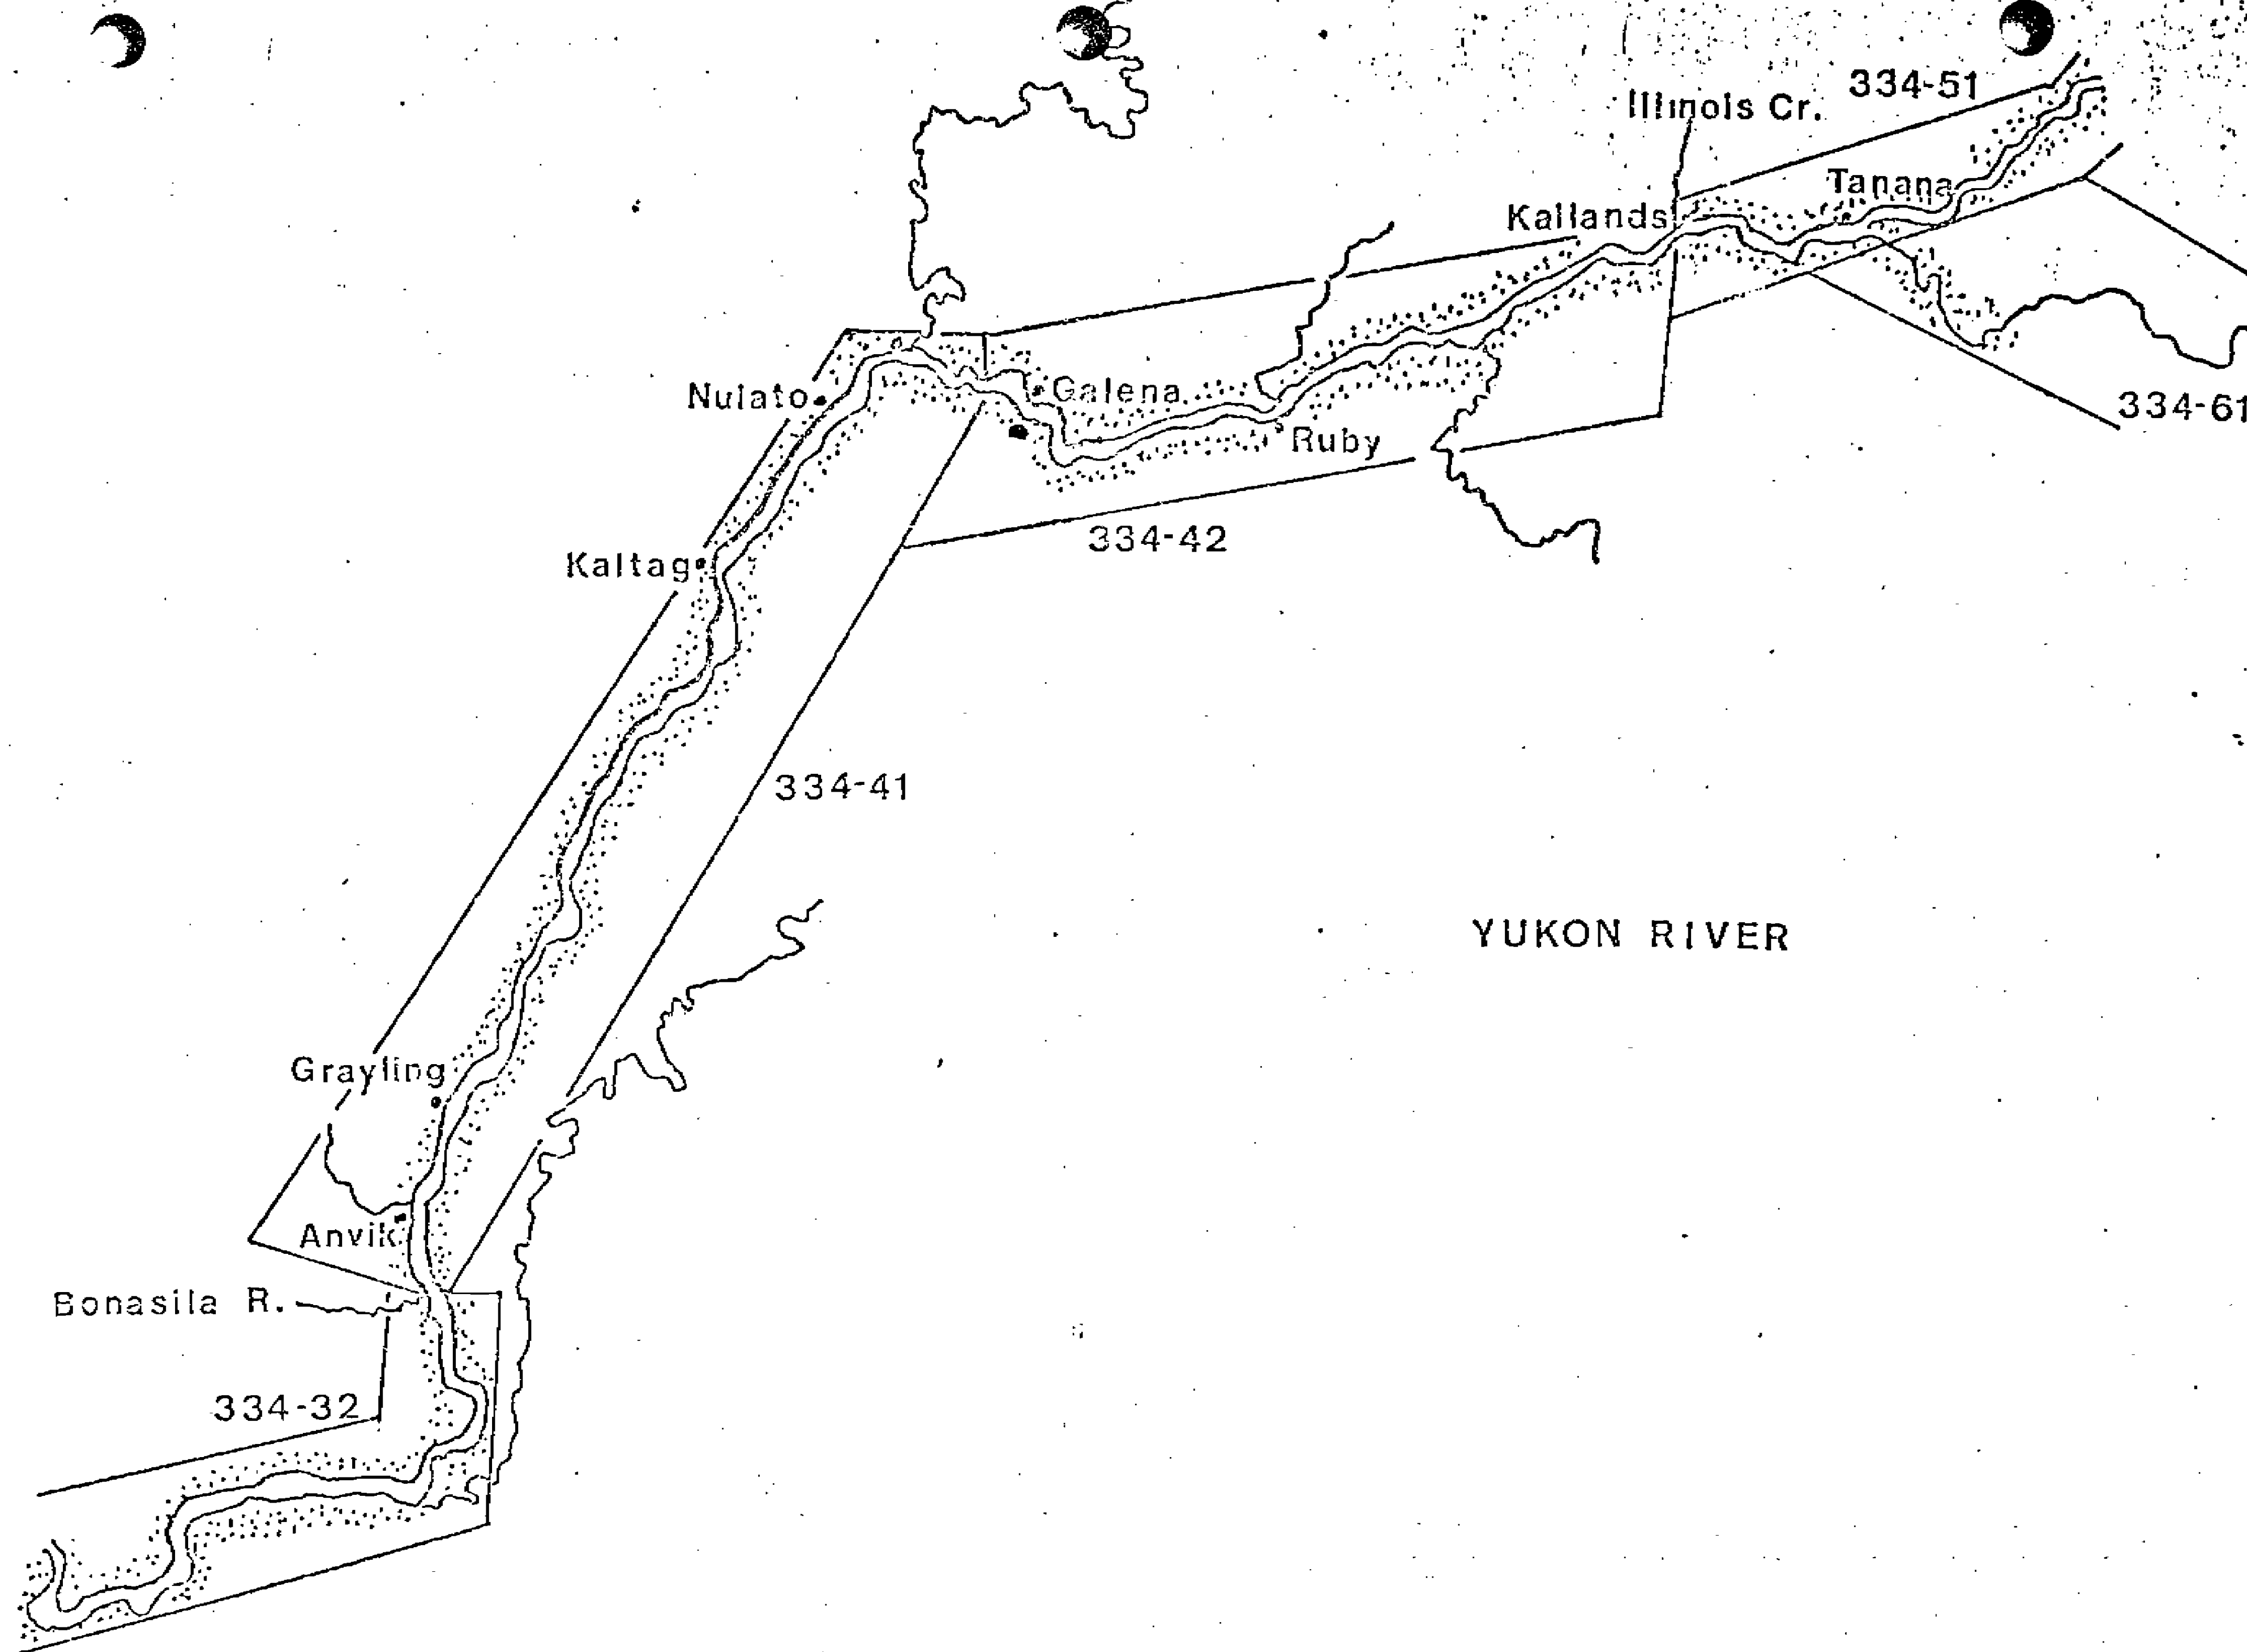 334-51
Illinois Cr.
Tanana
Kallands
Nulato
Galena
334-61
Ruby
334-42
Kaltag
334-41
YUKON RIVER
Grayling
Anvik
Bonasila R.
334-32